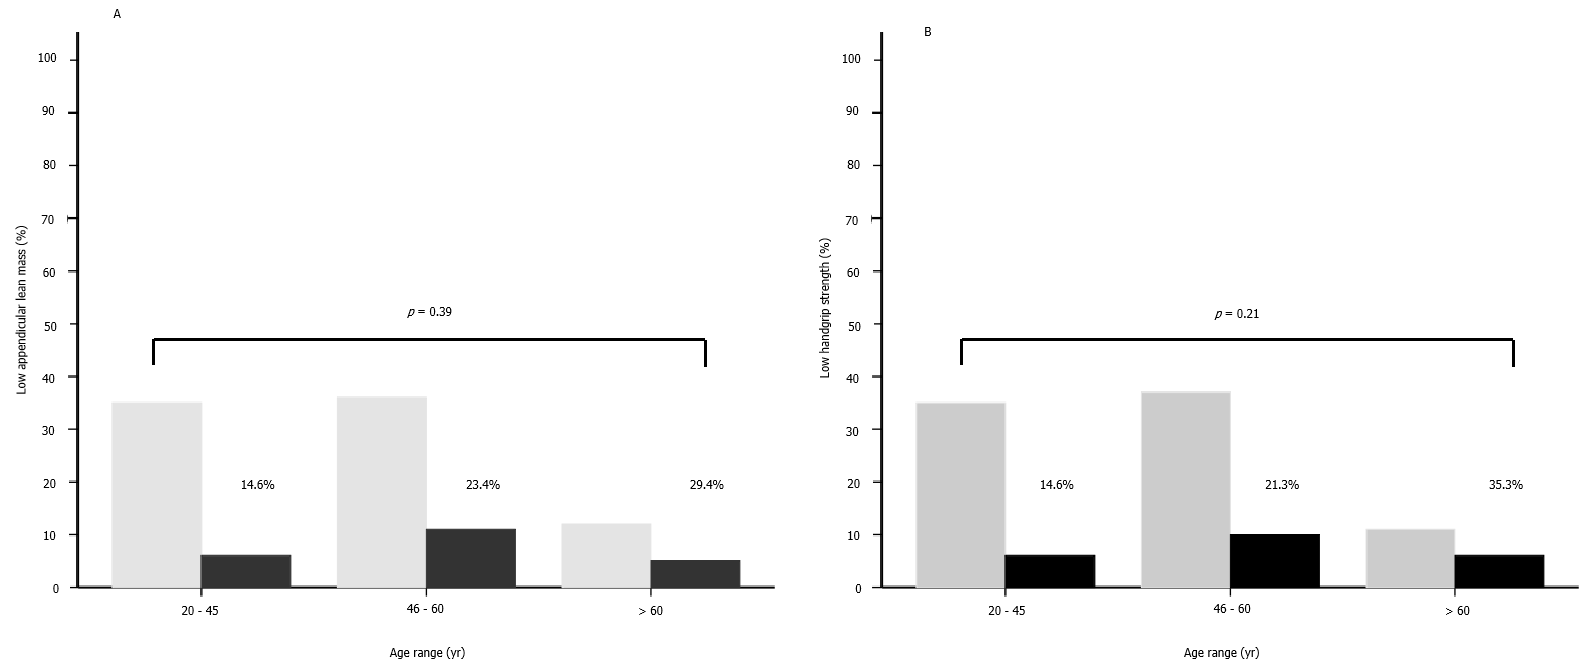 A
100
90
80
70
60
50
40
30
20
10
0
Low appendicular lean mass (%)
p = 0.39
14.6%
23.4%
29.4%
20 - 45
46 - 60
> 60
Age range (yr)
B
100
90
80
70
60
50
40
30
20
10
0
Low handgrip strength (%)
p = 0.21
14.6%
21.3%
35.3%
20 - 45
46 - 60
> 60
Age range (yr)